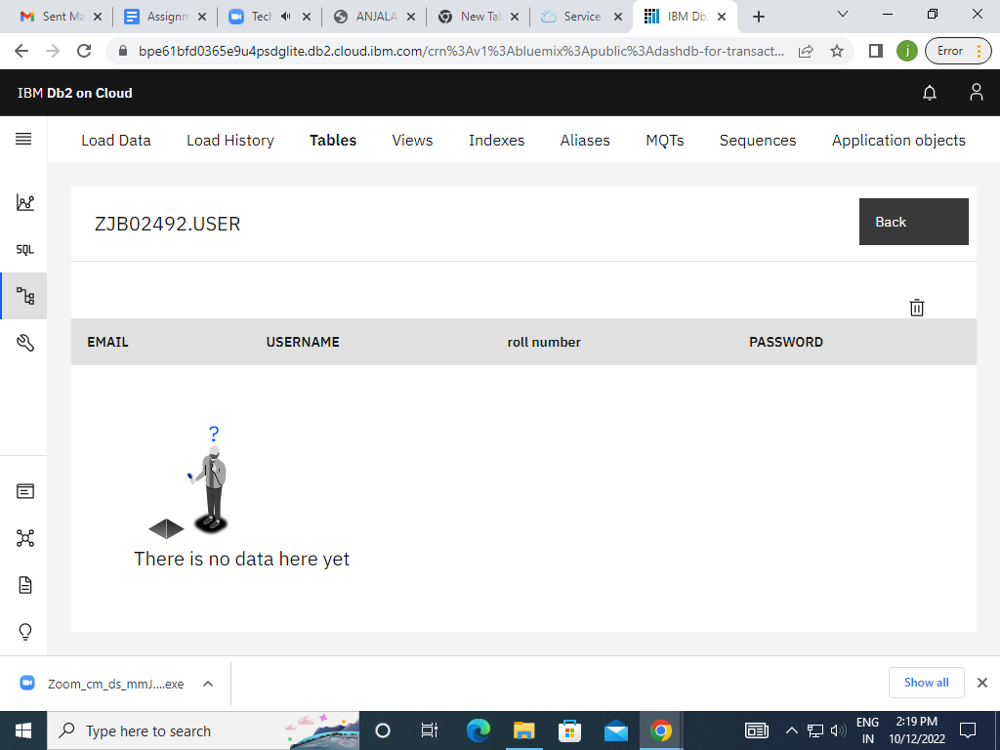 Sent Ma
Assignm
Tech
ANJALA
New Tab
Service
IBM Db
bpe61bfd0365e9u4psdglite.db2.cloud.ibm.com/crn%3Av1%3Abluemix%3Apublic%3Adashdb-for-transact...
j
Error
IBM Db2 on Cloud
Load Data
Load History
Tables
Views
Indexes
Aliases
MQTs
Sequences
Application objects
SQL
ZJB02492.USER
Back
EMAIL
USERNAME
roll number
PASSWORD
?
There is no data here yet
Zoom_cm_ds_mmJ....exe
Show all
Type here to search
ENG
IN
2:19 PM
10/12/2022